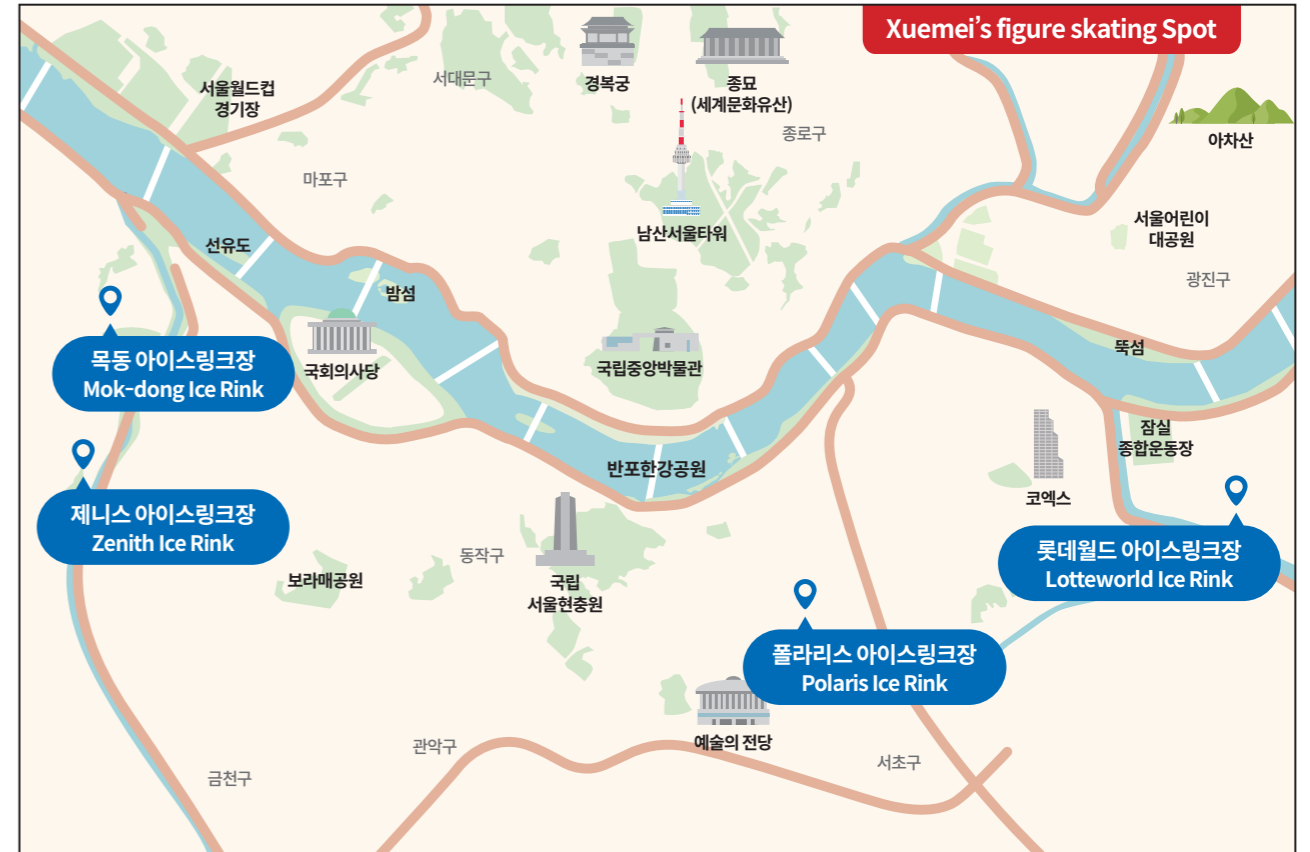 Xuemei’s figure skating Spot
서울월드컵
경기장
서대문구
경복궁
종묘
(세계문화유산)
종로구
아차산
마포구
남산서울타워
서울어린이
대공원
광진구
선유도
밤섬
목동 아이스링크장
Mok-dong Ice Rink
국회의사당
국립중앙박물관
뚝섬
잠실
종합운동장
반포한강공원
코엑스
제니스 아이스링크장
Zenith Ice Rink
동작구
보라매공원
국립
서울현충원
롯데월드 아이스링크장
Lotteworld Ice Rink
폴라리스 아이스링크장
Polaris Ice Rink
예술의 전당
관악구
서초구
금천구